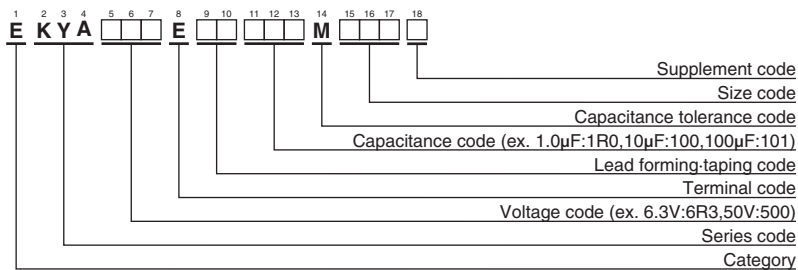 1 2 3 4 5 6 7 8 9 10 11 12 13 14 15 16 17 18
E K Y A □□□ E □□ □□□ M □□□ □
Supplement code
Size code
Capacitance tolerance code
Capacitance code (ex. 1.0μF:1R0,10μF:100,100μF:101)
Lead forming·taping code
Terminal code
Voltage code (ex. 6.3V:6R3,50V:500)
Series code
Category